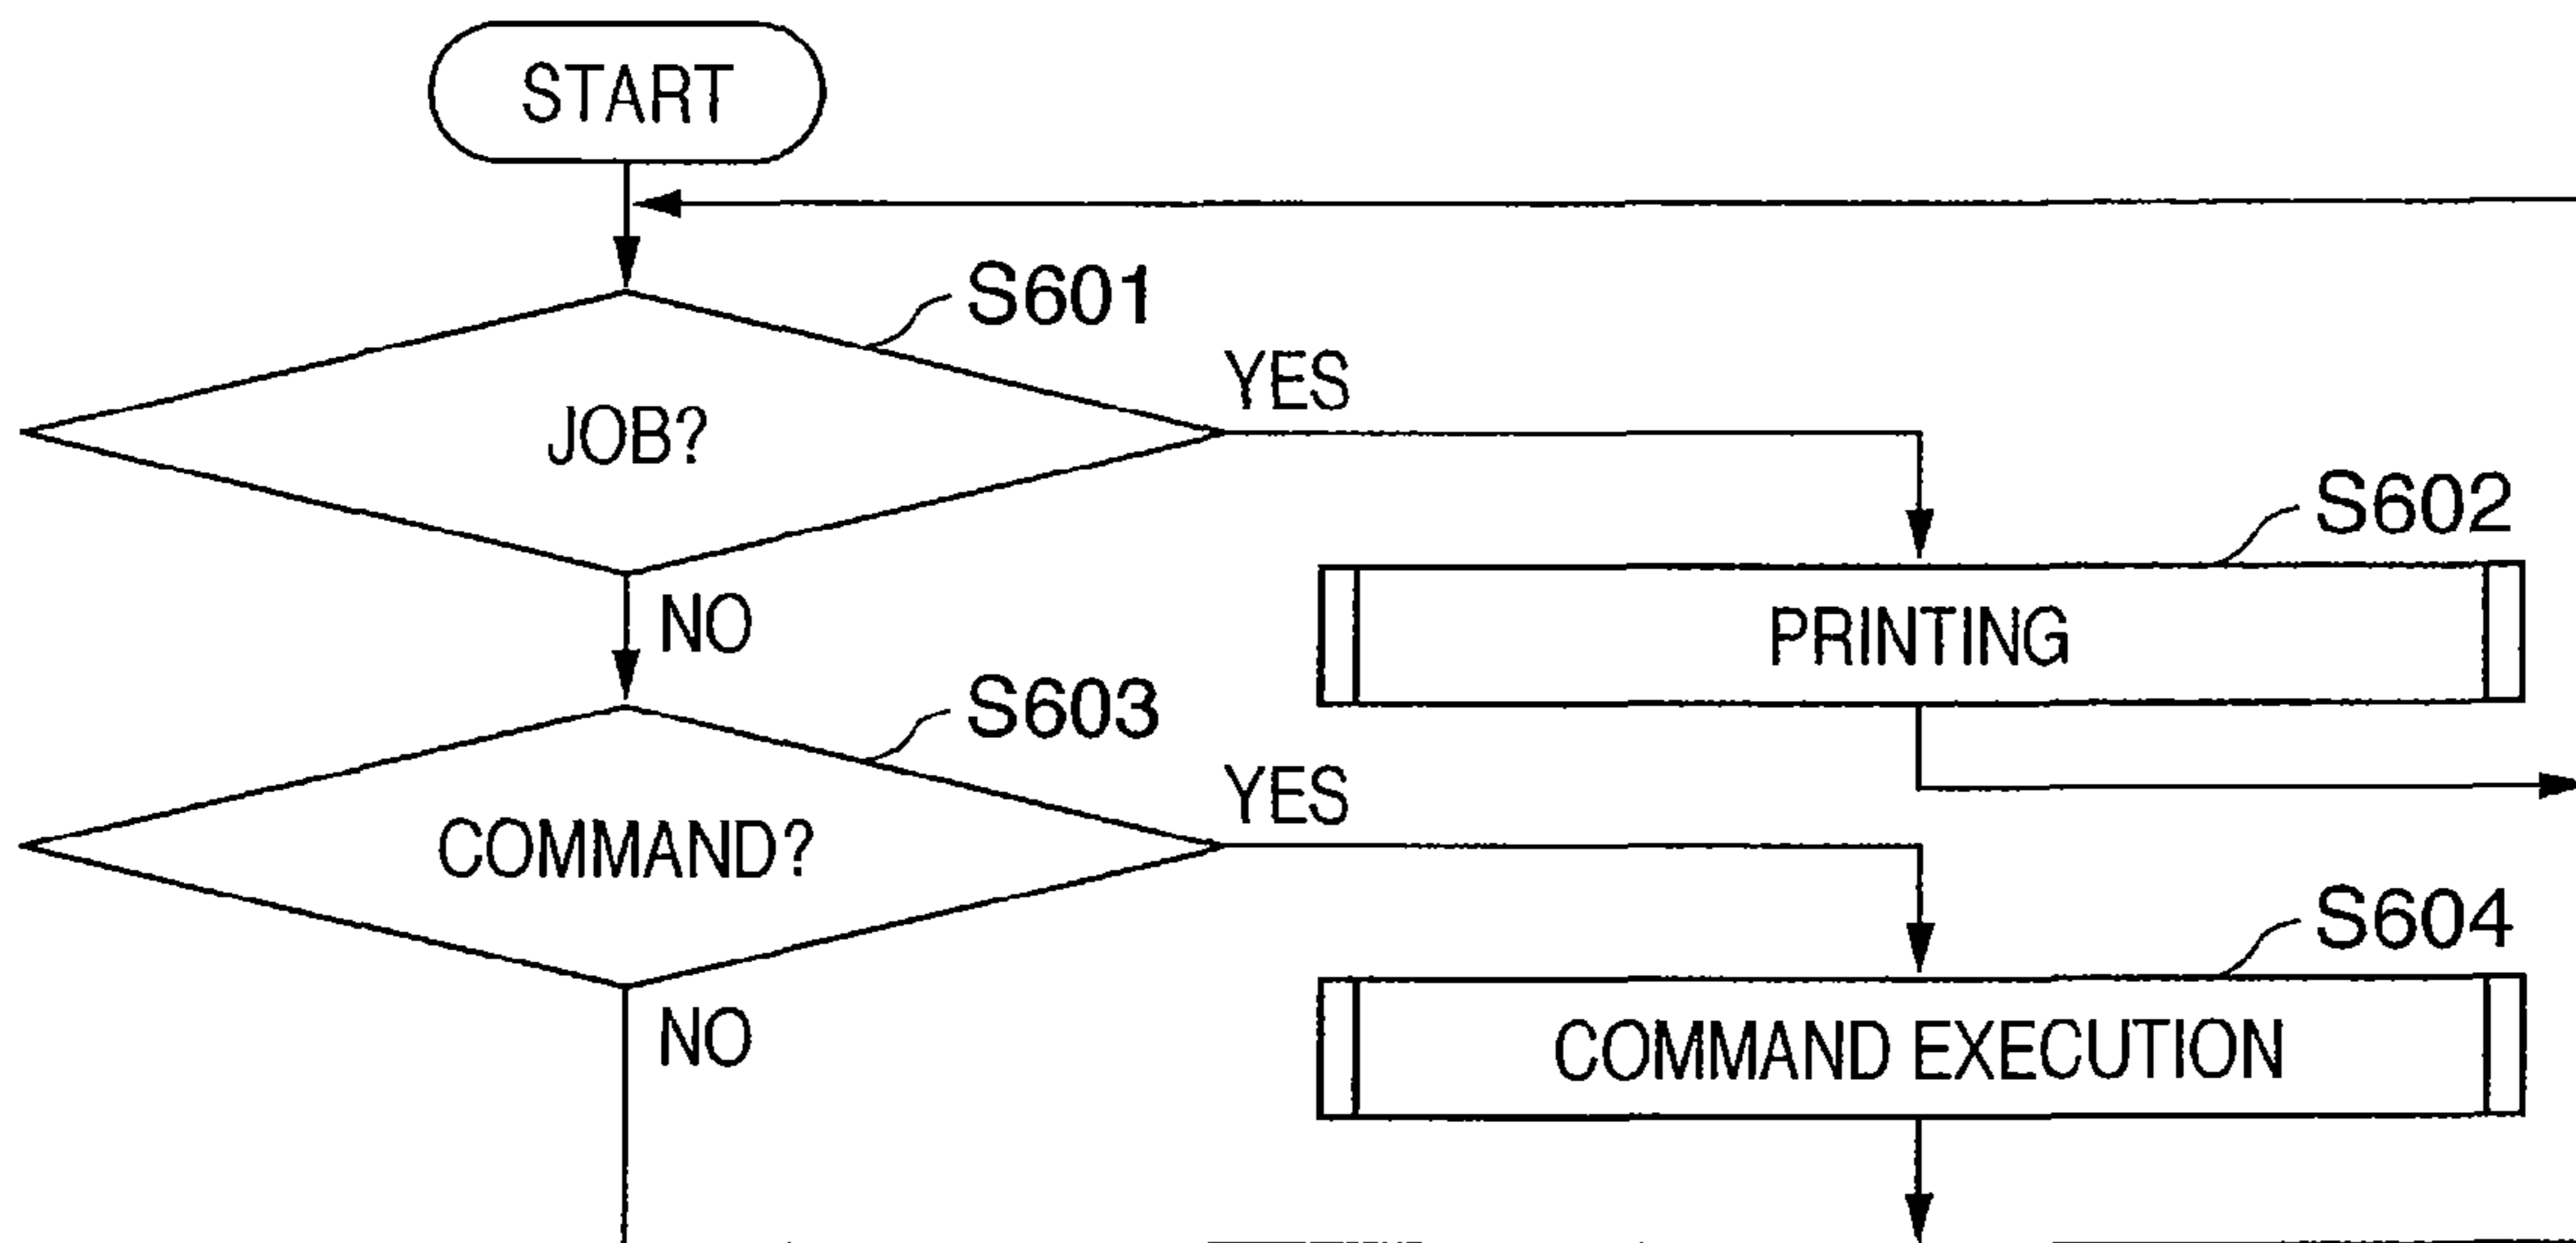 START
S601
JOB?
YES
S602
NO
PRINTING
S603
COMMAND?
YES
S604
NO
COMMAND EXECUTION